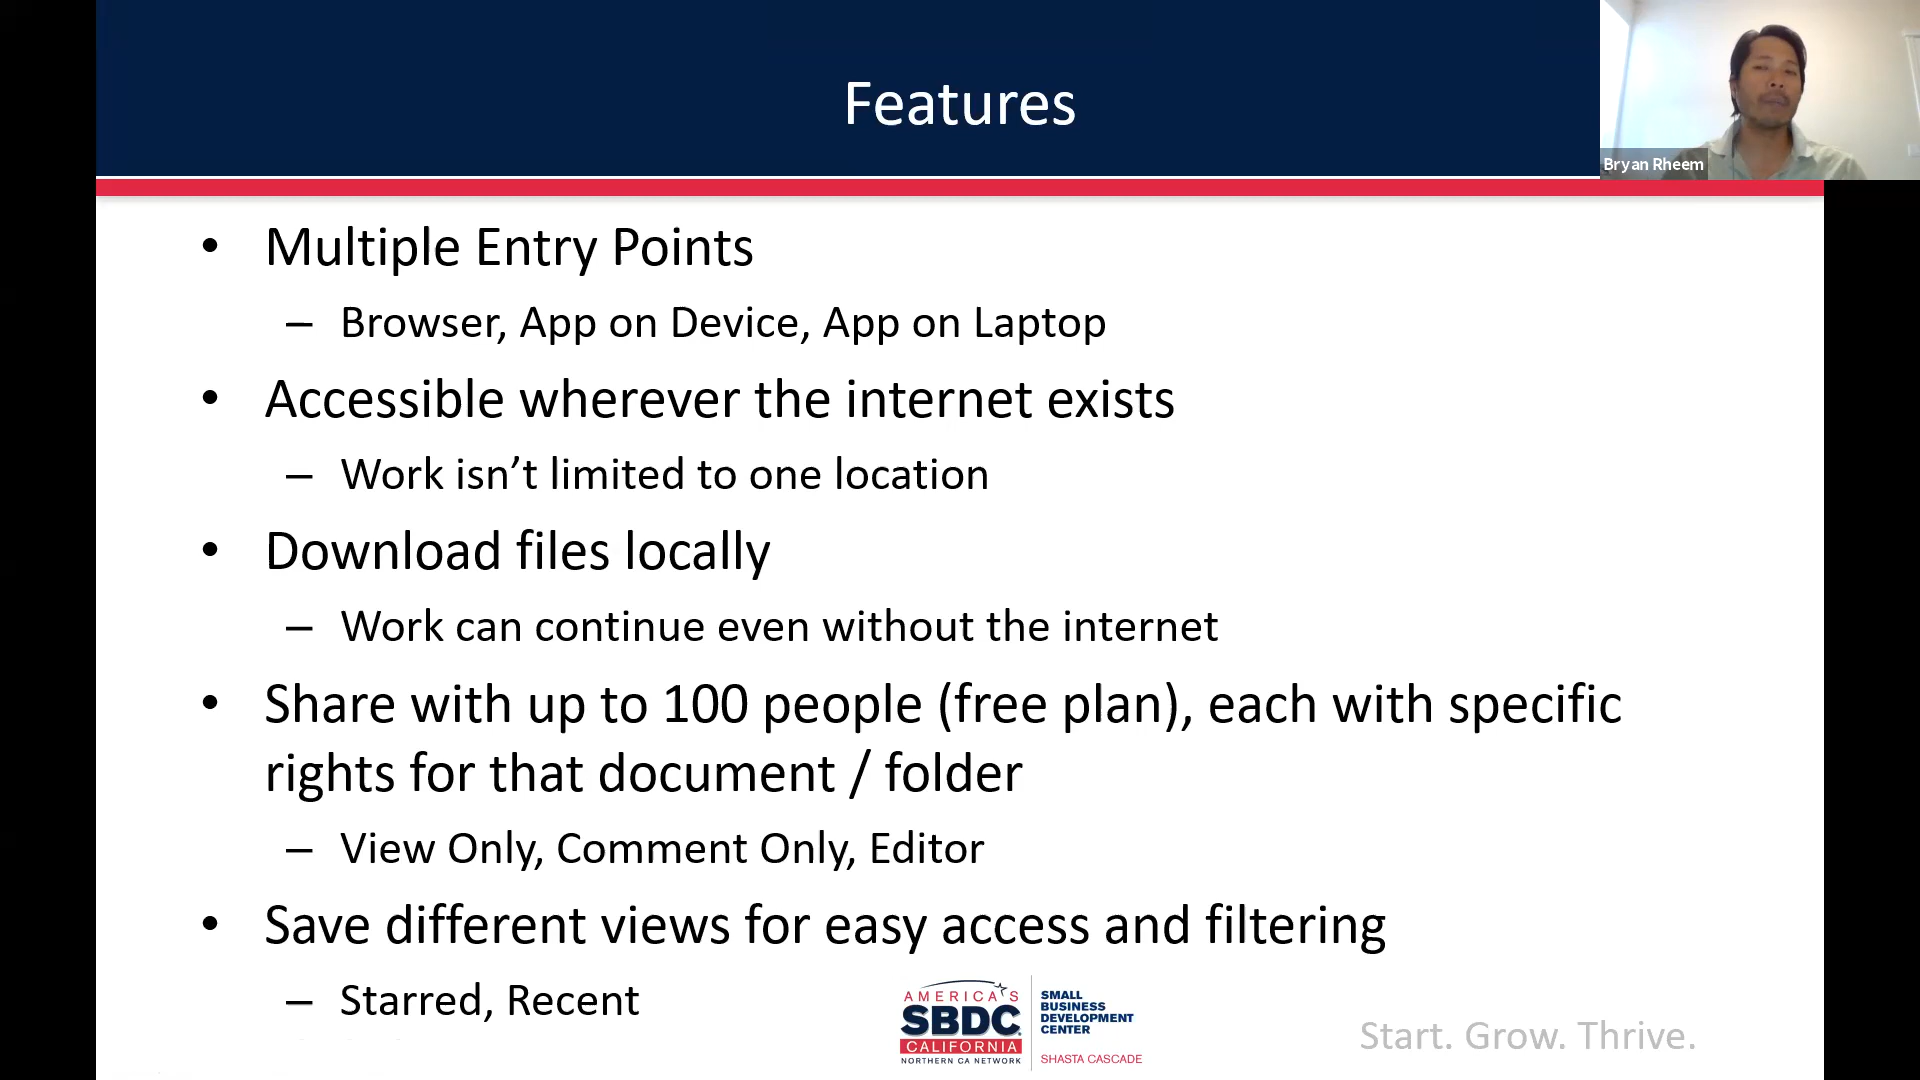 Features
Bryan Rheem
• Multiple Entry Points
– Browser, App on Device, App on Laptop
• Accessible wherever the internet exists
– Work isn’t limited to one location
• Download files locally
– Work can continue even without the internet
• Share with up to 100 people (free plan), each with specific
rights for that document / folder
– View Only, Comment Only, Editor
• Save different views for easy access and filtering
– Starred, Recent
AMERICA'S
SBDC
CALIFORNIA
NORTHERN CA NETWORK
SMALL
BUSINESS
DEVELOPMENT
CENTER
SHASTA CASCADE
Start. Grow. Thrive.